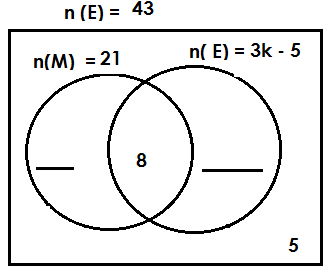 n (E) = 43
n(M) = 21
n( E) = 3k - 5
8
5